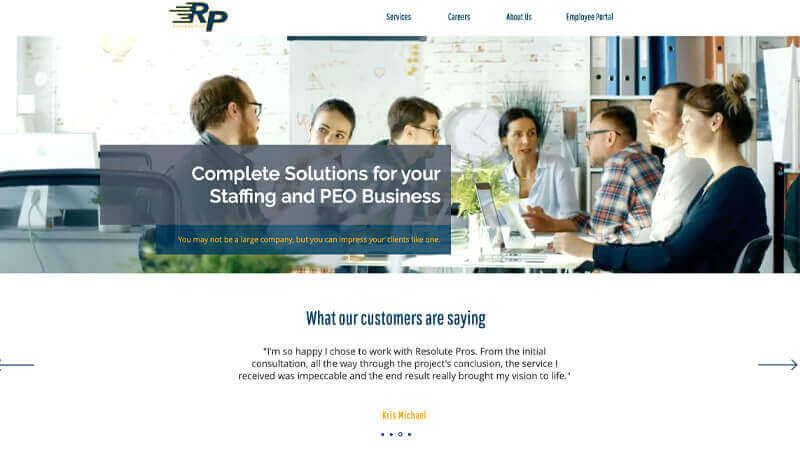 RP
Services
Careers
About Us
Employee Portal
Complete Solutions for your
Staffing and PEO Business
You may not be a large company, but you can impress your clients like one.
What our customers are saying
"I'm so happy I chose to work with Resolute Pros. From the initial
consultation, all the way through the project's conclusion, the service I
received was impeccable and the end result really brought my vision to life."
Kris Michael